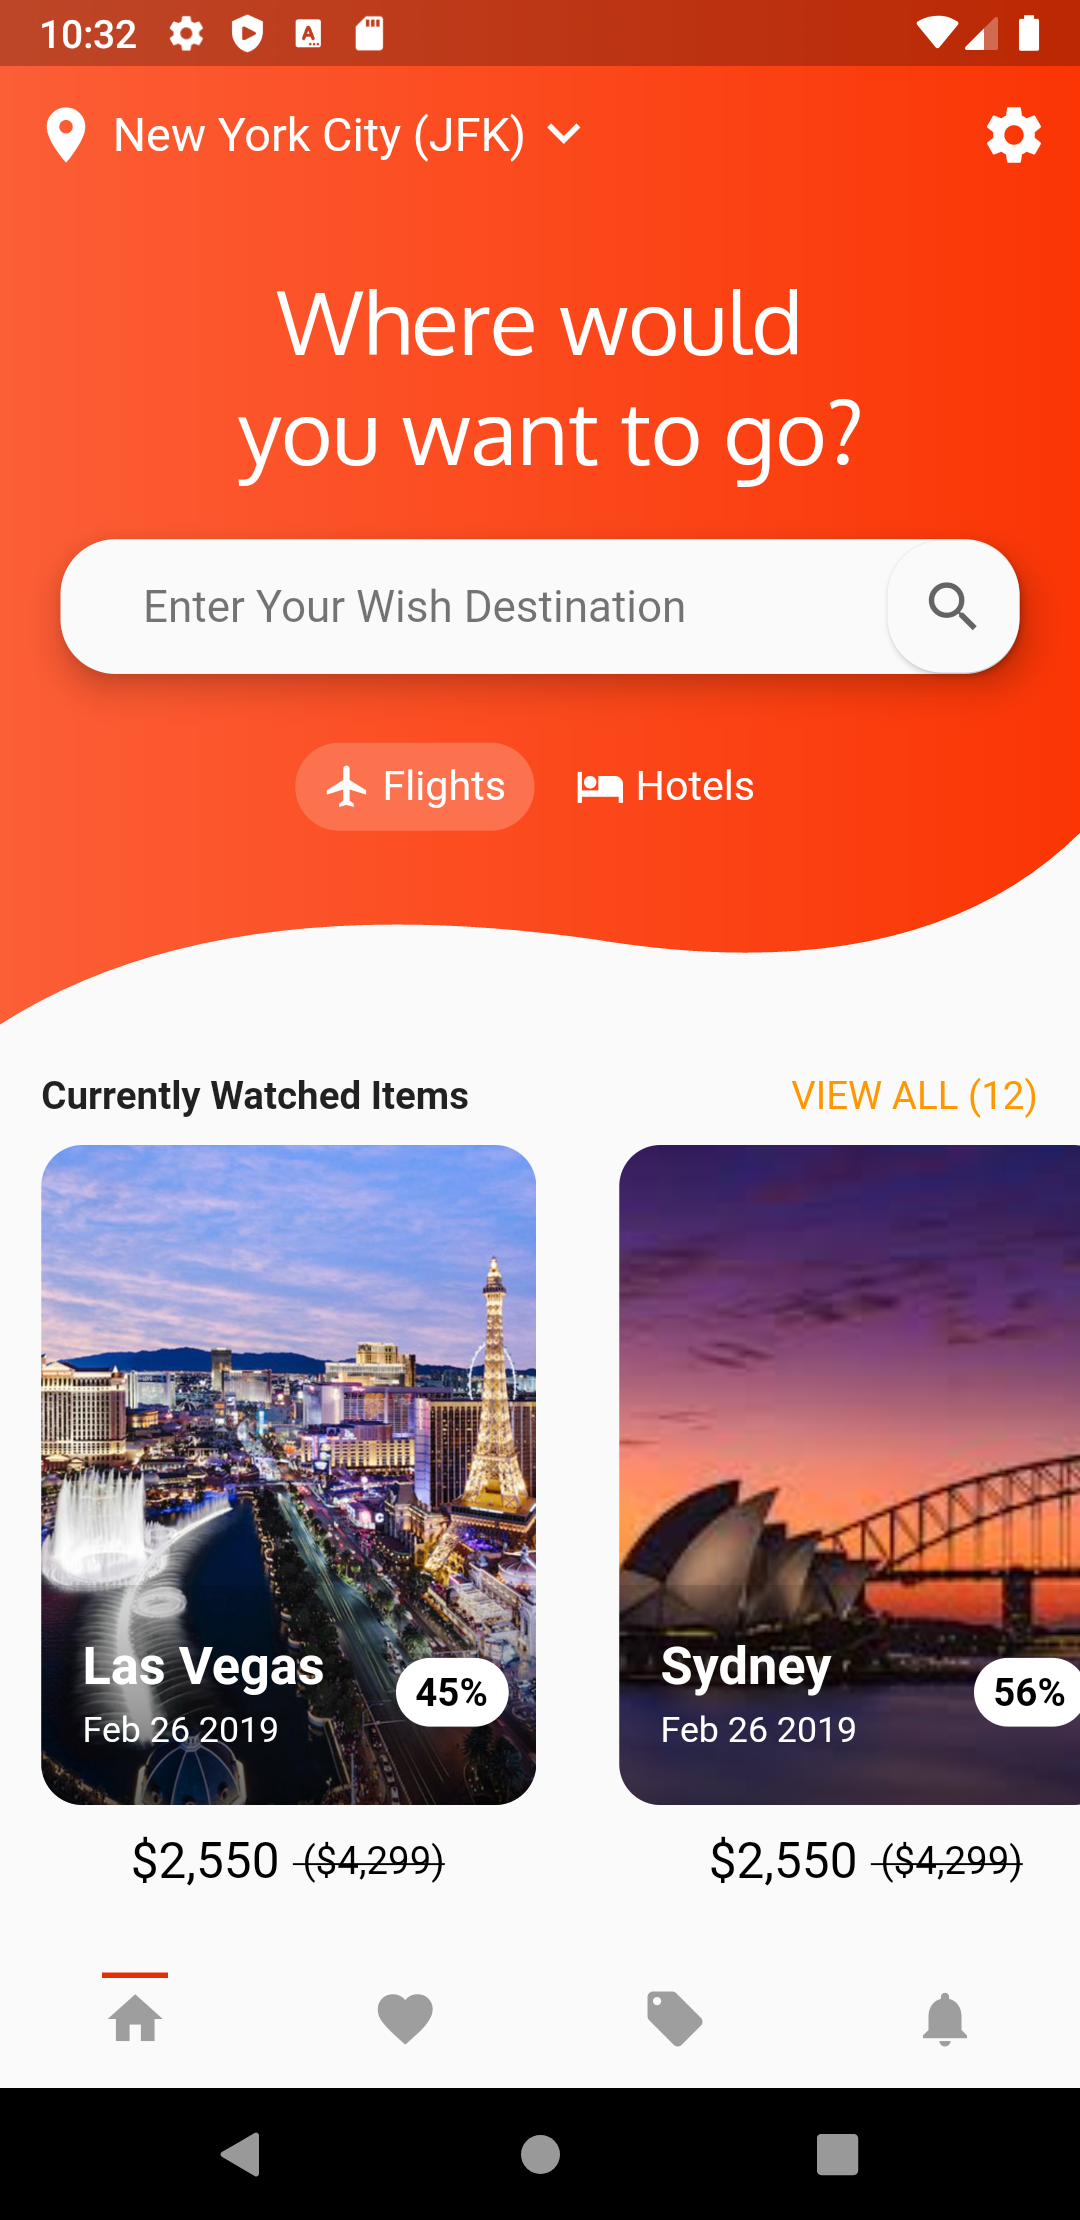 10:32
New York City (JFK)
Where would
you want to go?
Enter Your Wish Destination
Flights Hotels
Currently Watched Items VIEW ALL (12)
Las Vegas
45%
Feb 26 2019
Sydney
56%
Feb 26 2019
$2,550 ($4,299)
$2,550 ($4,299)